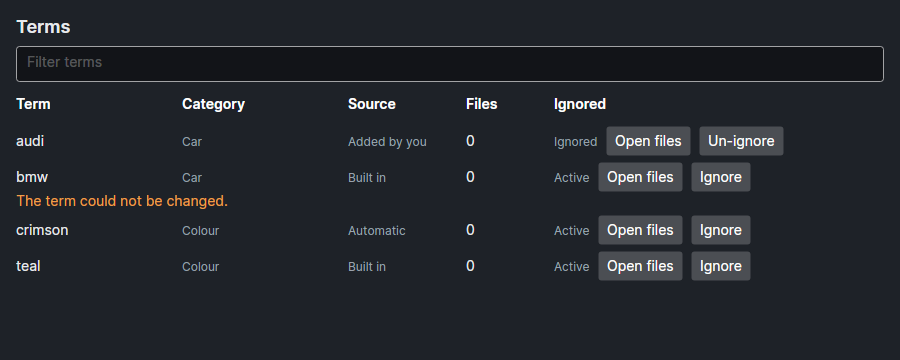 Terms
Filter terms
Term Category Source Files Ignored
audi Car Added by you 0 Ignored Open files Un-ignore
bmw Car Built in 0 Active Open files Ignore
The term could not be changed.
crimson Colour Automatic 0 Active Open files Ignore
teal Colour Built in 0 Active Open files Ignore